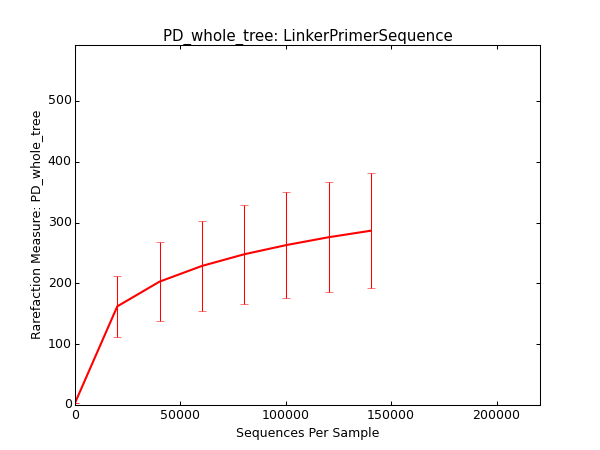 PD_whole_tree: LinkerPrimerSequence
Rarefaction Measure: PD_whole_tree
500
400
300
200
100
0
0 50000 100000 150000 200000
Sequences Per Sample